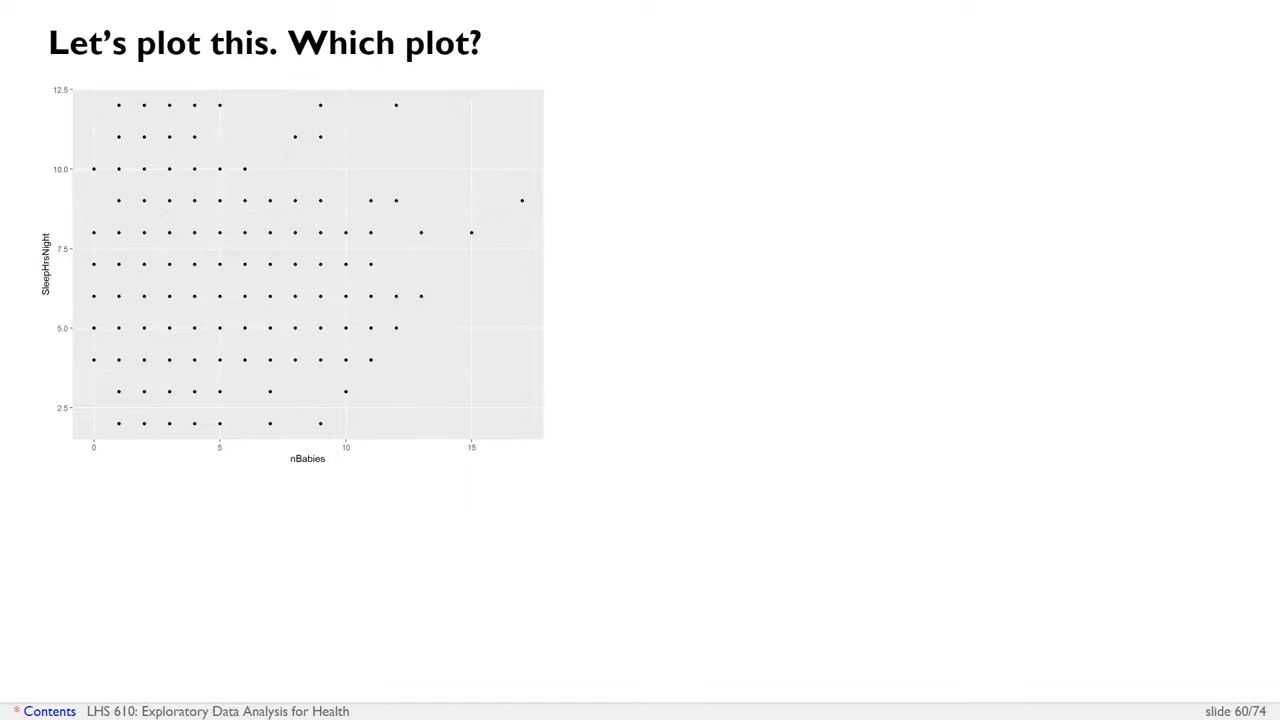 Let's plot this. Which plot?
12.5
10.0
7.5
5.0
2.5
SleepHrsNight
0 5 10 15
nBabies
* Contents LHS 610: Exploratory Data Analysis for Health slide 60/74